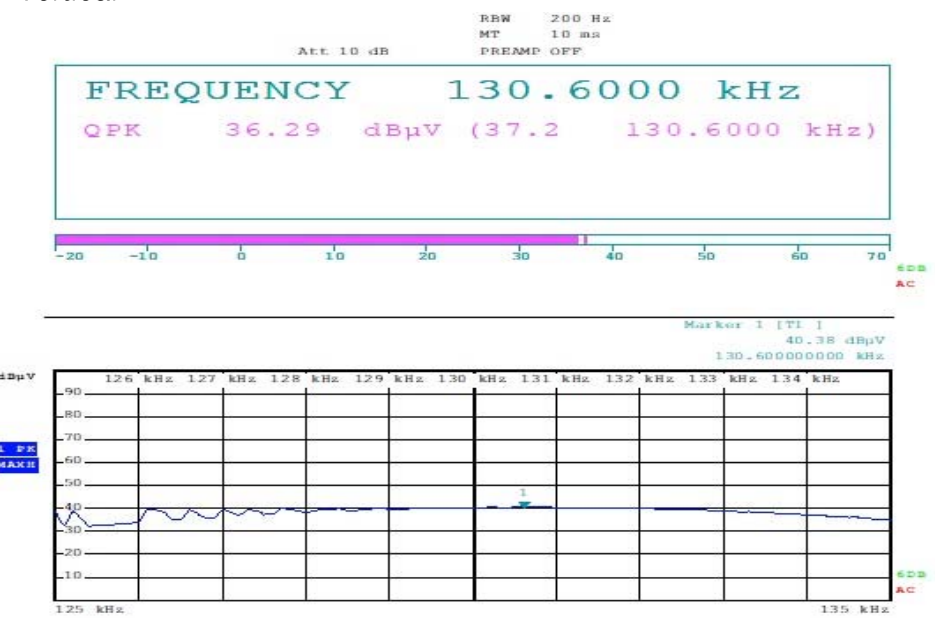 RBW 200 Hz
MT 10 ms
Att 10 dB PREAMP OFF
FREQUENCY 130.6000 kHz
QPK 36.29 dBµV (37.2 130.6000 kHz)
-20 -10 0 10 20 30 40 50 60 70
6DB
AC
Marker 1 [T1 ]
40.38 dBµV
130.600000000 kHz
dBµV
126 kHz 127 kHz 128 kHz 129 kHz 130 kHz 131 kHz 132 kHz 133 kHz 134 kHz
90
80
70
1 PK
MAXH
60
50
1
40
30
20
10
6DB
AC
125 kHz 135 kHz